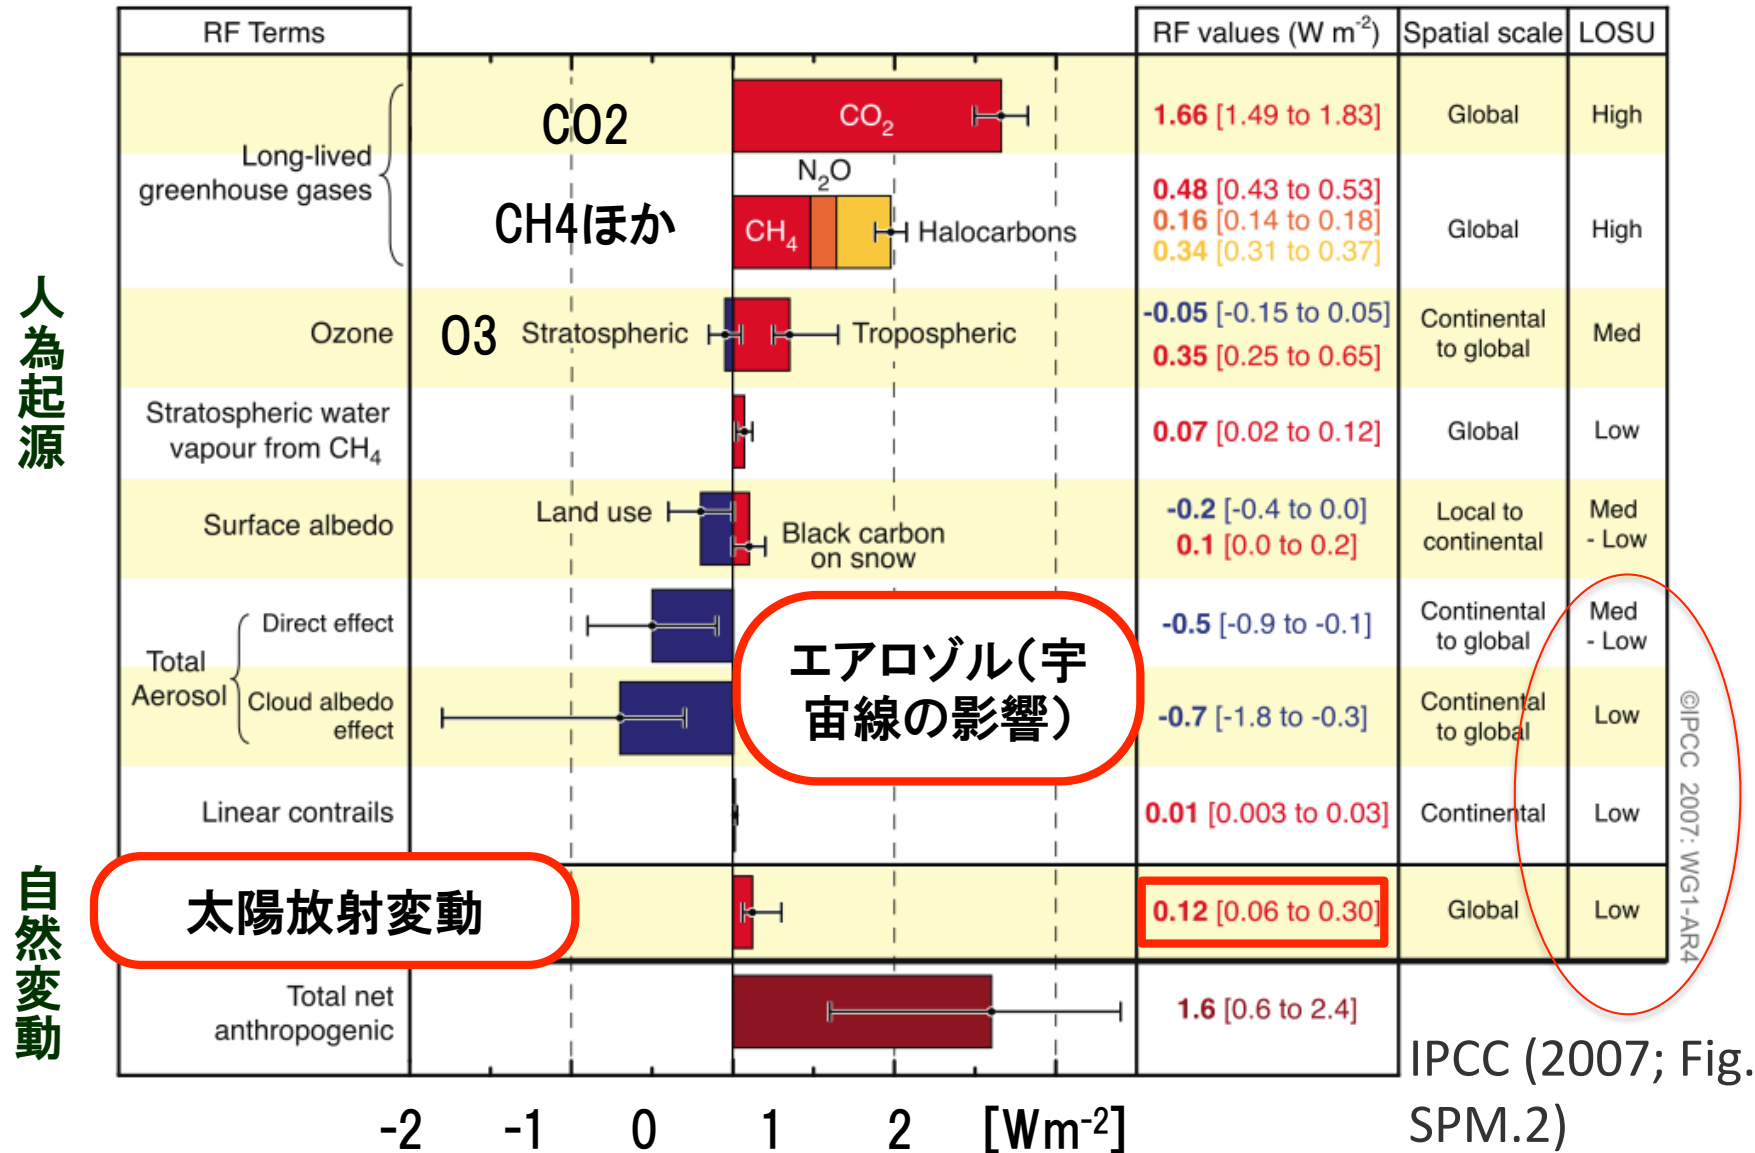 RF Terms
RF values (W m⁻²)
Spatial scale
LOSU
人為起源
Long-lived
greenhouse gases
CO2
CO₂
1.66 [1.49 to 1.83]
Global
High
CH4ほか
N₂O
CH₄
Halocarbons
0.48 [0.43 to 0.53]
0.16 [0.14 to 0.18]
0.34 [0.31 to 0.37]
Global
High
Ozone
O3
Stratospheric
Tropospheric
-0.05 [-0.15 to 0.05]
0.35 [0.25 to 0.65]
Continental
to global
Med
Stratospheric water
vapour from CH₄
0.07 [0.02 to 0.12]
Global
Low
Surface albedo
Land use
Black carbon
on snow
-0.2 [-0.4 to 0.0]
0.1 [0.0 to 0.2]
Local to
continental
Med
- Low
Total
Aerosol
Direct effect
エアロゾル（宇
宙線の影響）
-0.5 [-0.9 to -0.1]
Continental
to global
Med
- Low
Cloud albedo
effect
-0.7 [-1.8 to -0.3]
Continental
to global
Low
Linear contrails
0.01 [0.003 to 0.03]
Continental
Low
自然変動
太陽放射変動
0.12 [0.06 to 0.30]
Global
Low
Total net
anthropogenic
1.6 [0.6 to 2.4]
©IPCC 2007: WG1-AR4
-2 -1 0 1 2 [Wm⁻²]
IPCC (2007; Fig.
SPM.2)